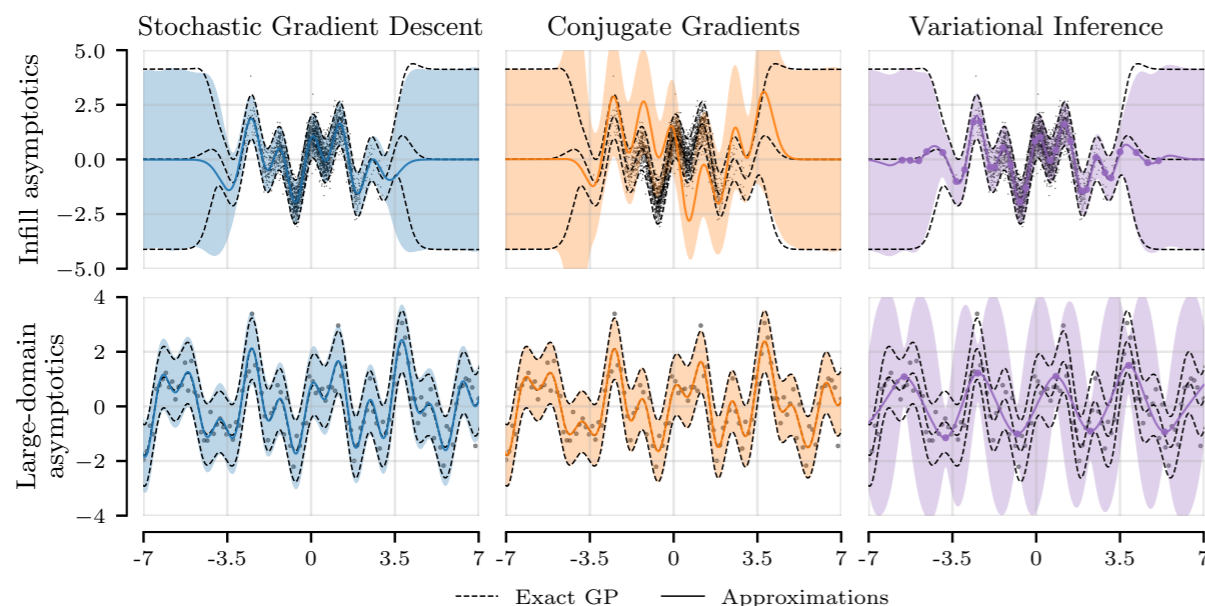 Stochastic Gradient Descent
Conjugate Gradients
Variational Inference
Infill asymptotics
5.0
2.5
0.0
−2.5
−5.0
Large-domain
asymptotics
4
2
0
−2
−4
-7 -3.5 0 3.5 7
-7 -3.5 0 3.5 7
-7 -3.5 0 3.5 7
Exact GP Approximations